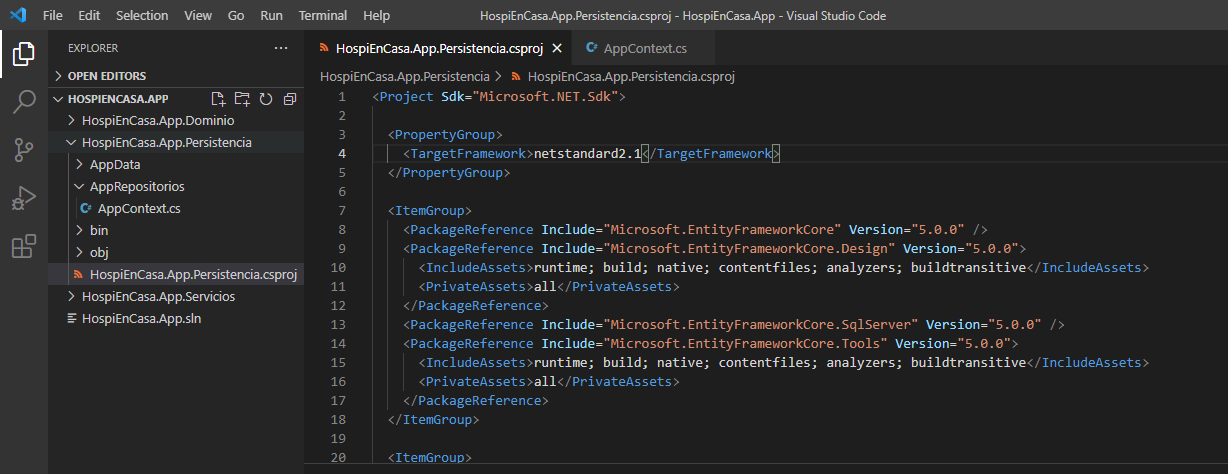 File Edit Selection View Go Run Terminal Help HospiEnCasa.App.Persistencia.csproj - HospiEnCasa.App - Visual Studio Code
EXPLORER ···
OPEN EDITORS
HOSPIENCASA.APP
HospiEnCasa.App.Dominio
HospiEnCasa.App.Persistencia
AppData
AppRepositorios
C# AppContext.cs
bin
obj
HospiEnCasa.App.Persistencia.csproj
HospiEnCasa.App.Servicios
HospiEnCasa.App.sln
HospiEnCasa.App.Persistencia.csproj × C# AppContext.cs
HospiEnCasa.App.Persistencia > HospiEnCasa.App.Persistencia.csproj
1 <Project Sdk="Microsoft.NET.Sdk">
2
3 <PropertyGroup>
4 <TargetFramework>netstandard2.1</TargetFramework>
5 </PropertyGroup>
6
7 <ItemGroup>
8 <PackageReference Include="Microsoft.EntityFrameworkCore" Version="5.0.0" />
9 <PackageReference Include="Microsoft.EntityFrameworkCore.Design" Version="5.0.0">
10 <IncludeAssets>runtime; build; native; contentfiles; analyzers; buildtransitive</IncludeAssets>
11 <PrivateAssets>all</PrivateAssets>
12 </PackageReference>
13 <PackageReference Include="Microsoft.EntityFrameworkCore.SqlServer" Version="5.0.0" />
14 <PackageReference Include="Microsoft.EntityFrameworkCore.Tools" Version="5.0.0">
15 <IncludeAssets>runtime; build; native; contentfiles; analyzers; buildtransitive</IncludeAssets>
16 <PrivateAssets>all</PrivateAssets>
17 </PackageReference>
18 </ItemGroup>
19
20 <ItemGroup>